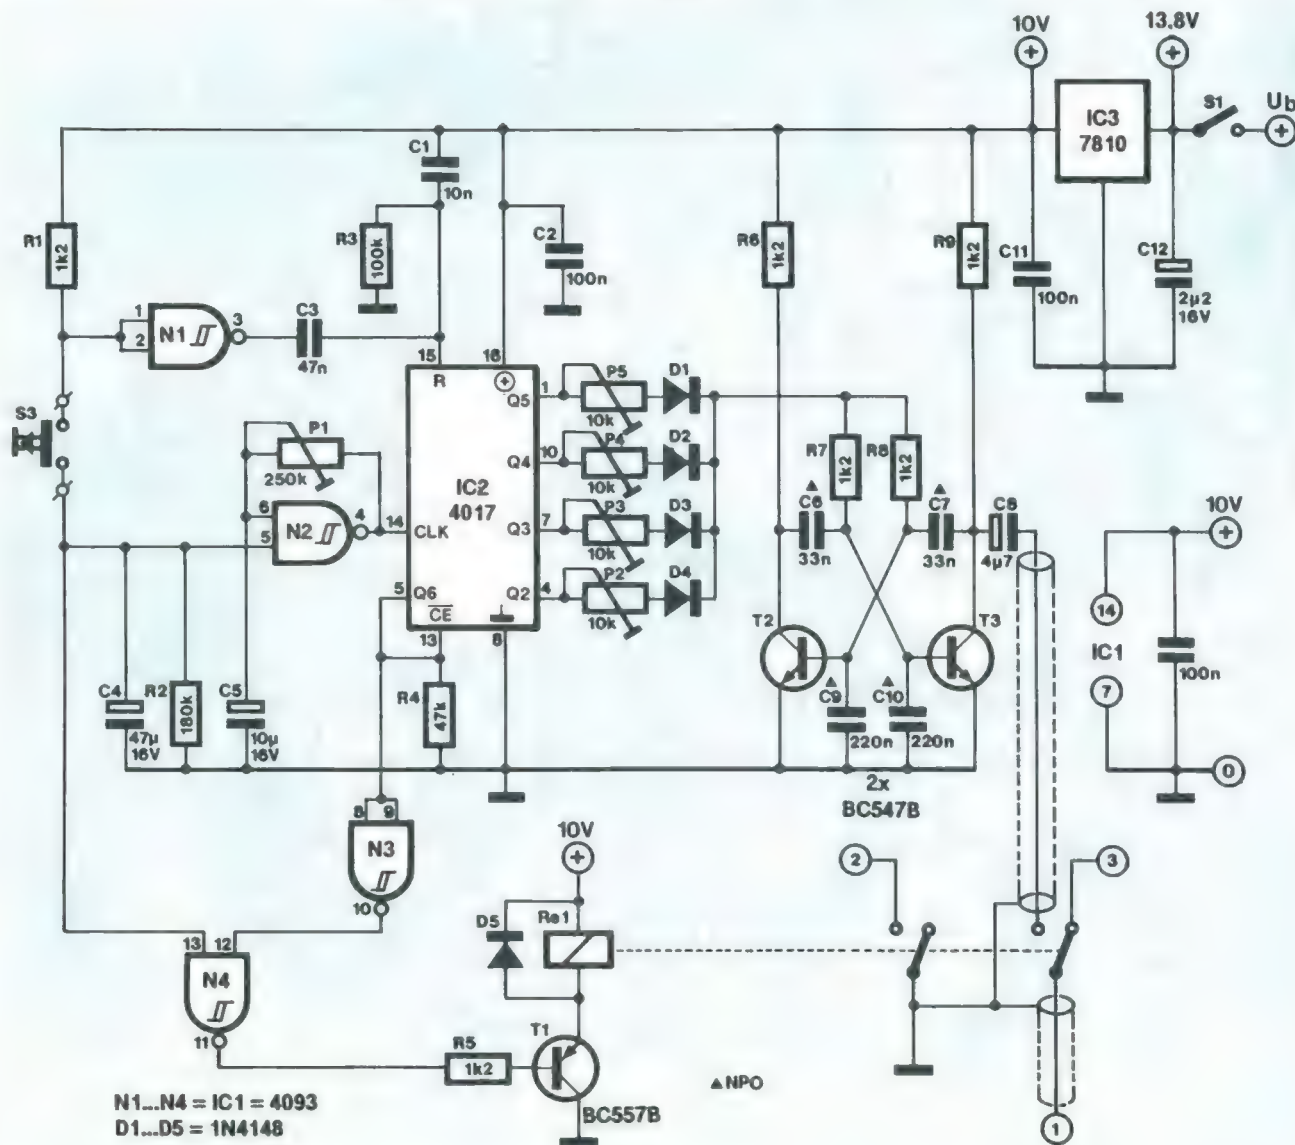 10V
13.8V
S1
Ub
IC3
7810
C1
10n
R1
1k2
R3
100k
C2
100n
R6
1k2
R9
1k2
C11
100n
C12
2µ2
16V
1
2
N1
3
C3
47n
15
R
16
Q5
1
P5
10k
D1
S3
P1
250k
Q4
10
P4
10k
D2
R7
1k2
R8
1k2
IC2
4017
6
5
N2
4
14
CLK
Q3
7
P3
10k
D3
▲
C6
33n
▲
C7
33n
C8
4µ7
10V
5
Q6
CE
13
8
Q2
4
P2
10k
D4
T2
T3
14
IC1
7
100n
0
C4
47µ
16V
R2
180k
C5
10µ
16V
R4
47k
▲
C9
220n
▲
C10
220n
2x
BC547B
8
9
N3
10
10V
2
3
13
12
N4
11
D5
Re1
R5
1k2
T1
BC557B
▲NPO
1
N1...N4 = IC1 = 4093
D1...D5 = 1N4148